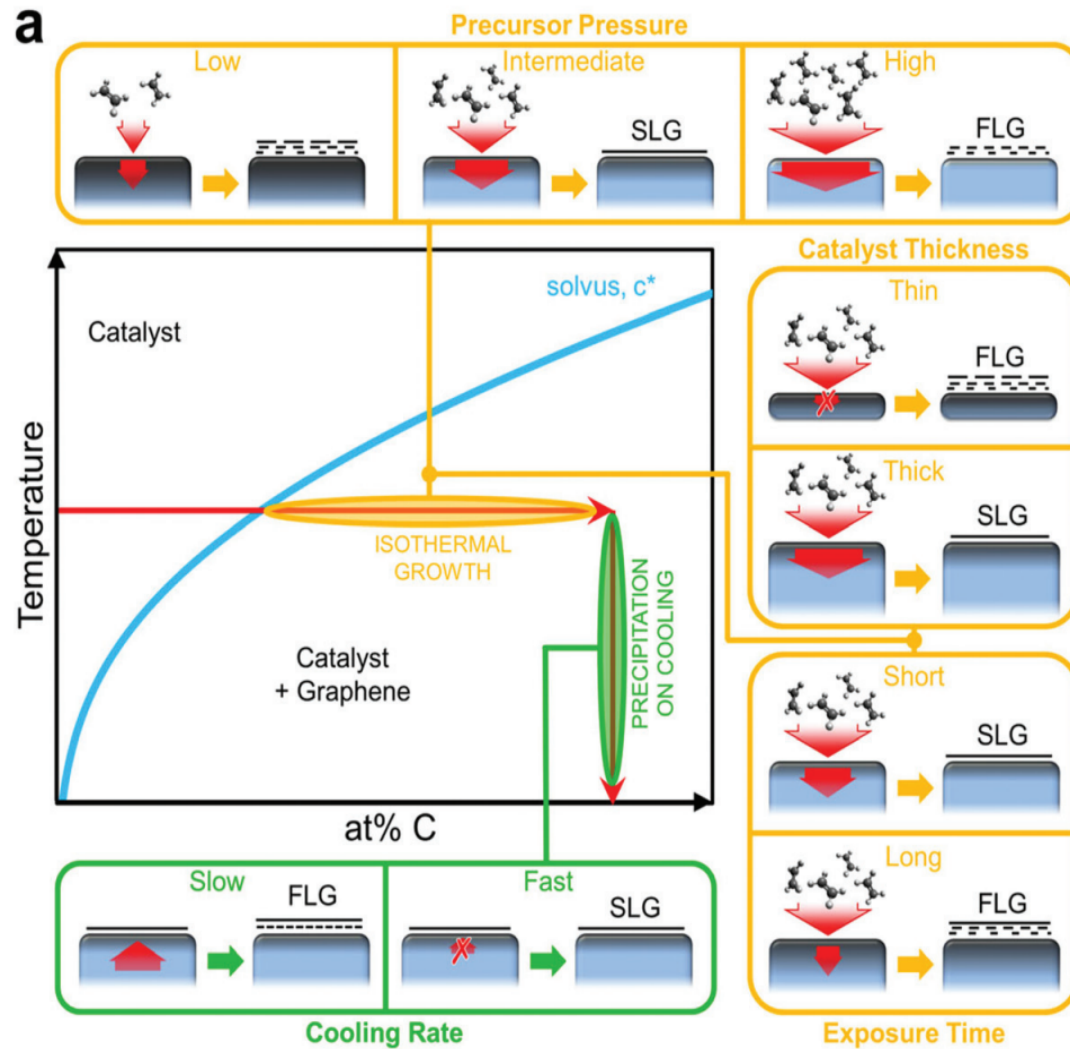 a
Precursor Pressure
Low
Intermediate
High
SLG
FLG
Catalyst Thickness
Thin
FLG
Thick
SLG
solvus, c*
Catalyst
Temperature
ISOTHERMAL
GROWTH
PRECIPITATION
ON COOLING
Catalyst
+ Graphene
at% C
Short
SLG
Long
FLG
Exposure Time
Slow
FLG
Fast
SLG
X
X
Cooling Rate